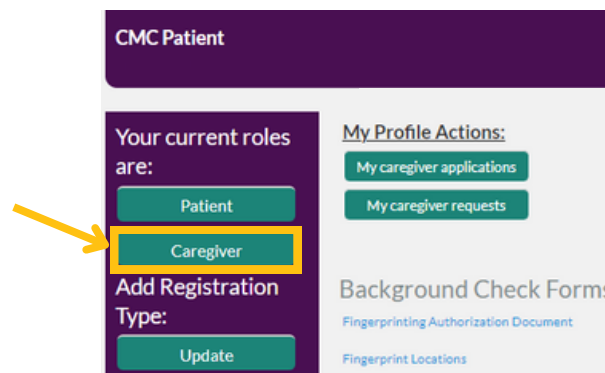 CMC Patient
Your current roles
are:
Patient
Caregiver
Add Registration
Type:
Update
My Profile Actions:
My caregiver applications
My caregiver requests
Background Check Forms
Fingerprinting Authorization Document
Fingerprint Locations